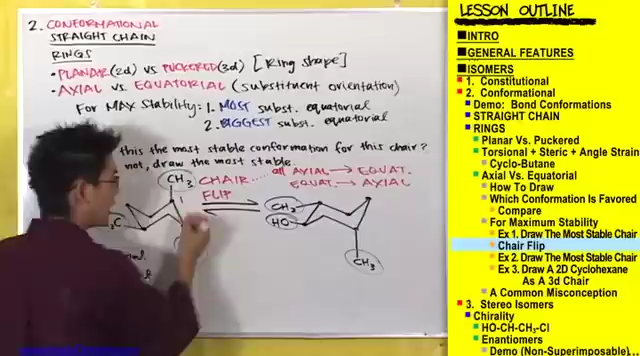 2. CONFORMATIONAL
STRAIGHT CHAIN
RINGS
• PLANAR (2d) vs PUCKERED (3d) [Ring shape]
• AXIAL vs EQUATORIAL (substituent orientation)
For MAX Stability: 1. MOST subst. equatorial
2. BIGGEST subst. equatorial
this the most stable conformation for this chair?
not, draw the most stable.
CH₃ CHAIR FLIP ... all AXIAL → EQUAT.
EQUAT. → AXIAL
1
CH₃
HO
CH₃
LESSON OUTLINE
INTRO
GENERAL FEATURES
ISOMERS
1. Constitutional
2. Conformational
Demo: Bond Conformations
STRAIGHT CHAIN
RINGS
Planar Vs. Puckered
Torsional + Steric + Angle Strain
Cyclo-Butane
Axial Vs. Equatorial
How to Draw
Which Conformation Is Favored
Compare
For Maximum Stability
Ex 1. Draw The Most Stable Chair
Chair Flip
Ex 2. Draw The Most Stable Chair
Ex 3. Draw A 2D Cyclohexane
As A 3d Chair
A Common Misconception
3. Stereo Isomers
Chirality
HO-CH-CH₃-Cl
Enantiomers
Demo (Non-Superimposable)